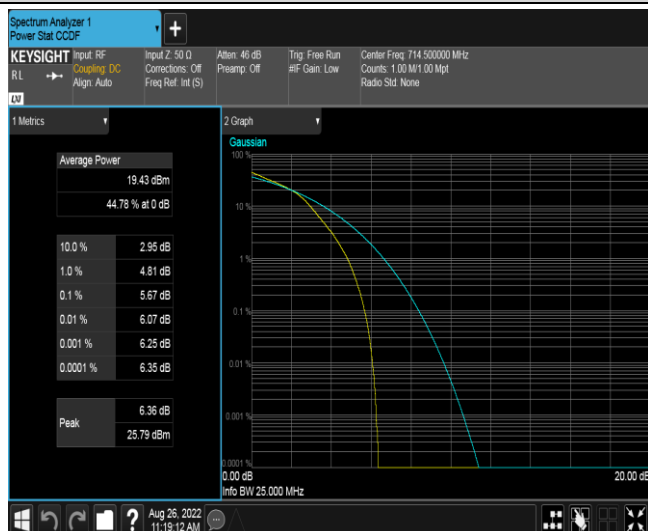 Spectrum Analyzer 1
Power Stat CCDF
KEYSIGHT
RL
LXI
Input: RF
Coupling: DC
Align: Auto
Input Z: 50 Ω
Corrections: Off
Freq Ref: Int (S)
Atten: 46 dB
Preamp: Off
Trig: Free Run
#IF Gain: Low
Center Freq: 714.500000 MHz
Counts: 1.00 M/1.00 Mpt
Radio Std: None
1 Metrics
Average Power
19.43 dBm
44.78 % at 0 dB
10.0 % 2.95 dB
1.0 % 4.81 dB
0.1 % 5.67 dB
0.01 % 6.07 dB
0.001 % 6.25 dB
0.0001 % 6.35 dB
Peak
6.36 dB
25.79 dBm
2 Graph
Gaussian
100 %
10 %
1 %
0.1 %
0.01 %
0.001 %
0.0001 %
0.00 dB
20.00 dB
Info BW 25.000 MHz
?
Aug 26, 2022
11:19:12 AM